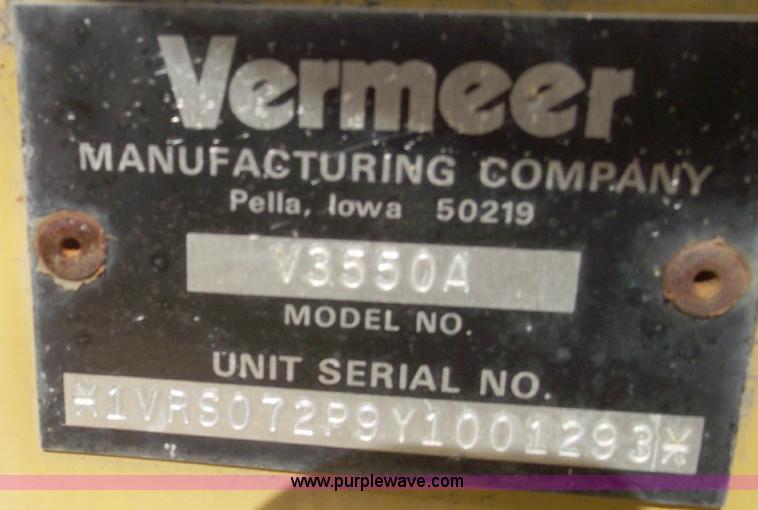 Vermeer
MANUFACTURING COMPANY
Pella, Iowa 50219
V3550A
MODEL NO.
UNIT SERIAL NO.
*1VRS072P9Y1001293*
www.purplewave.com